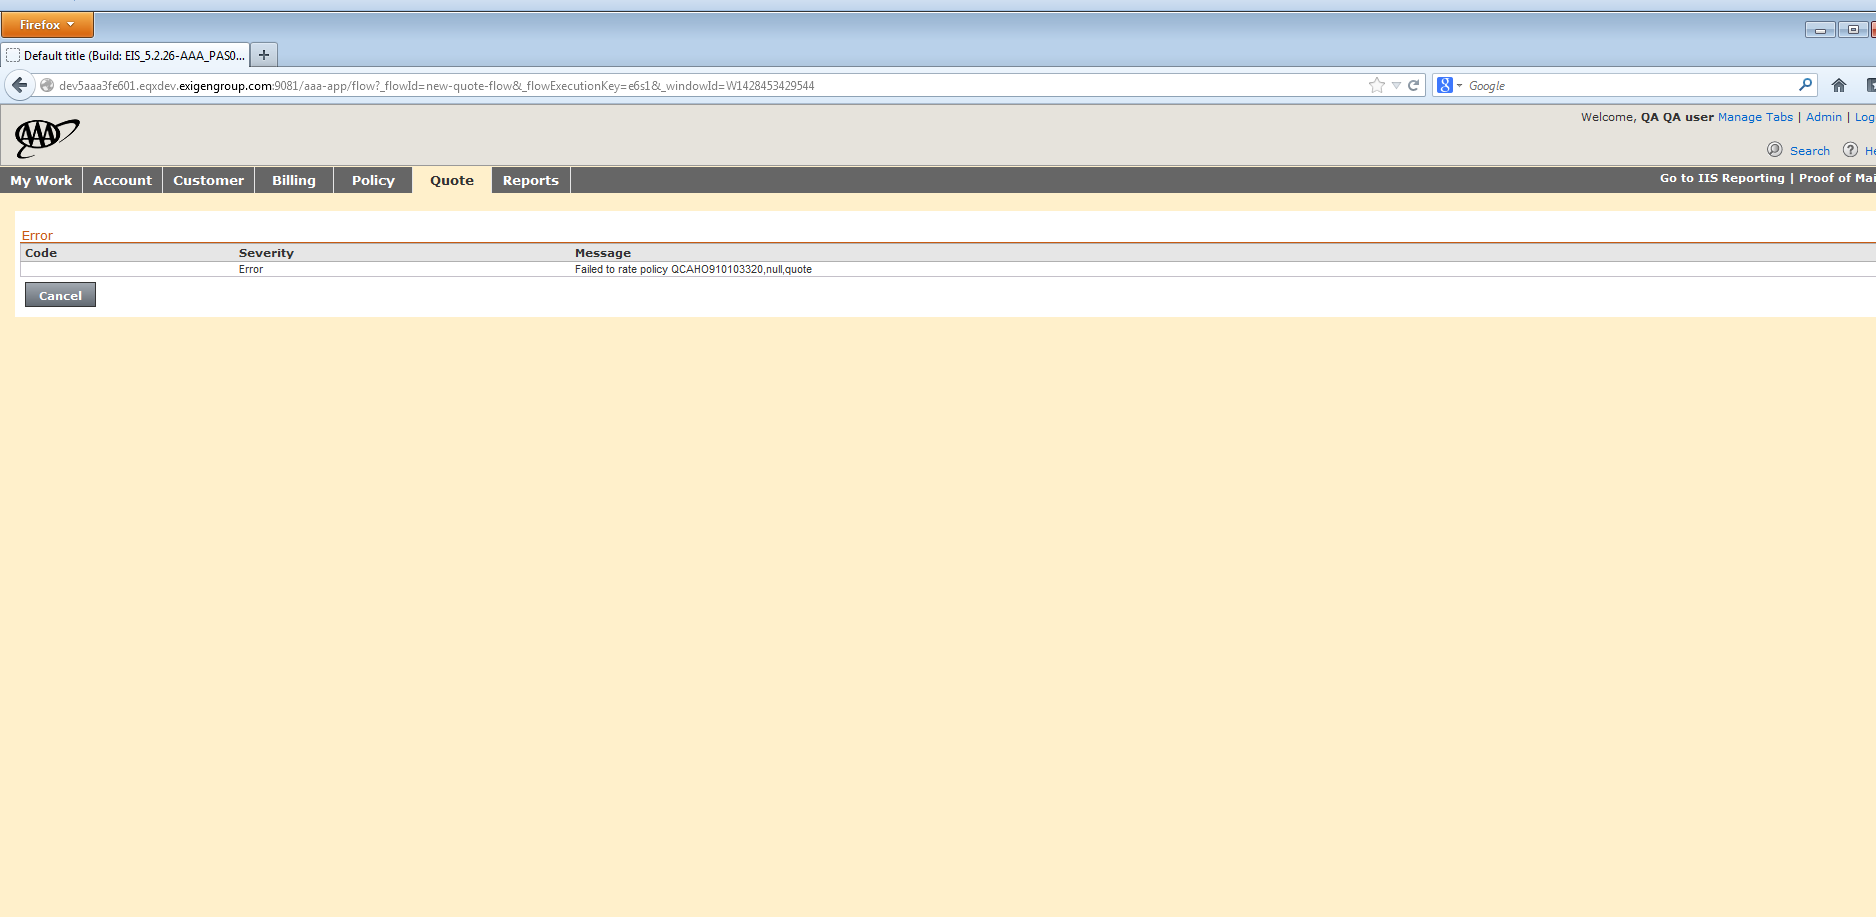 Firefox
Default title (Build: EIS_5.2.26-AAA_PAS0...
dev5aaa3fe601.eqxdev.exigengroup.com:9081/aaa-app/flow?_flowId=new-quote-flow&_flowExecutionKey=e6s1&_windowId=W1428453429544
Google
AAA
Welcome, QA QA user Manage Tabs | Admin | Log
Search He
My Work Account Customer Billing Policy Quote Reports Go to IIS Reporting | Proof of Mai
Error
Code Severity Message
Error Failed to rate policy QCAHO910103320,null,quote
Cancel